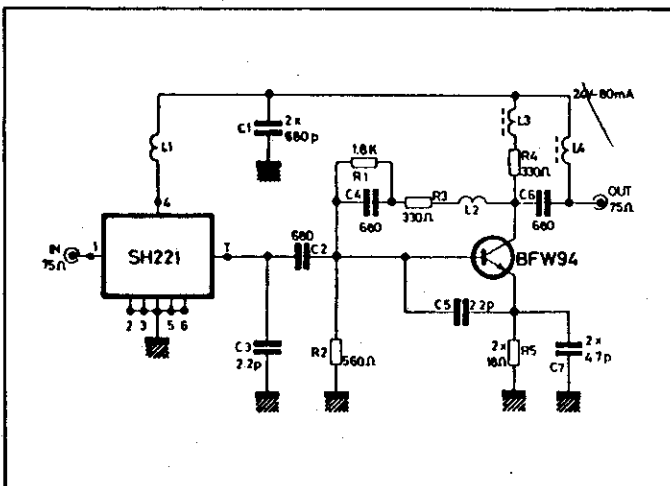 24V-80mA
L1
C1
2x
680p
L3
L4
1.8K
R1
R4
330Ω
C4
680
R3
330Ω
L2
C6
680
OUT
75Ω
4
IN
75Ω
1
SH221
7
680
C2
BFW94
2 3 5 6
C5
2.2p
C3
2.2p
R2
560Ω
2x
18Ω
R5
2x
4.7p
C7